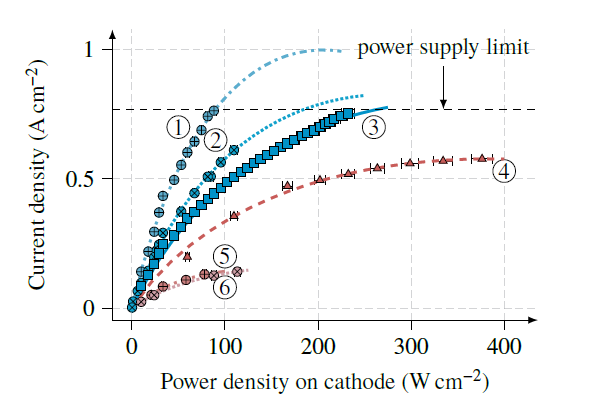 power supply limit
1
0.5
0
Current density (A cm⁻²)
① ② ③ ④ ⑤ ⑥
0 100 200 300 400
Power density on cathode (W cm⁻²)